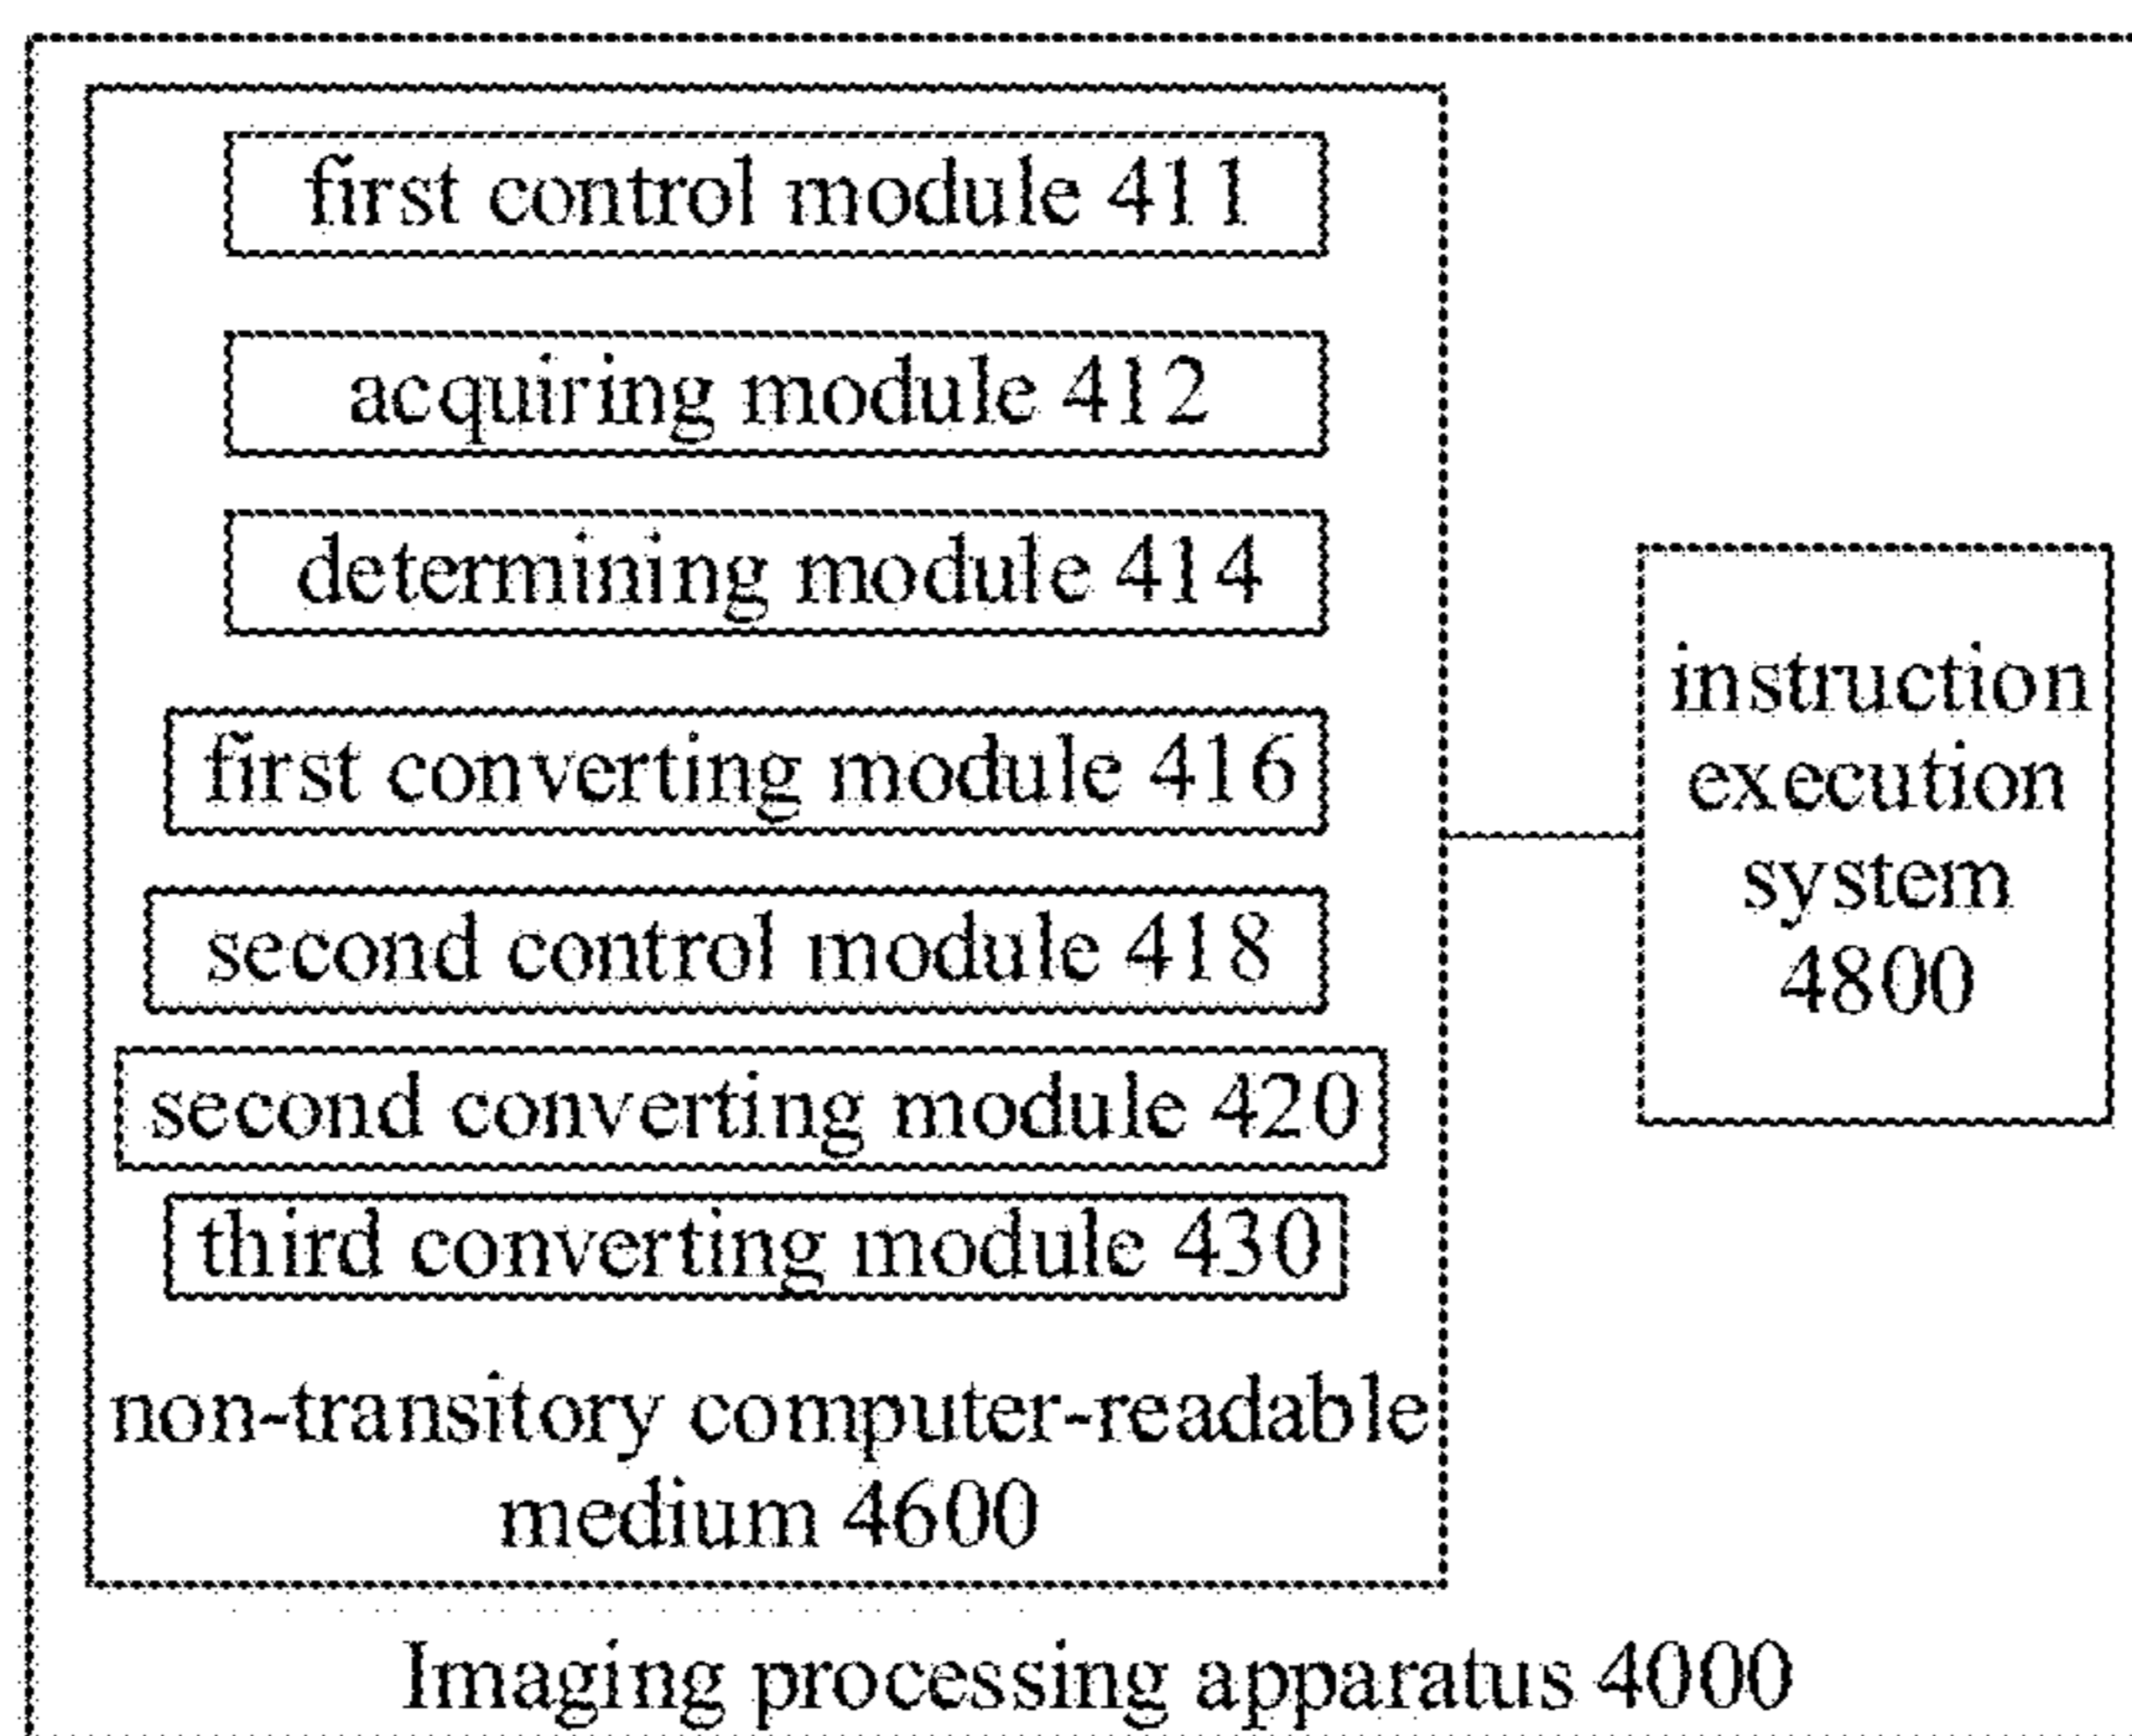 first control module 411
acquiring module 412
determining module 414
first converting module 416
second control module 418
second converting module 420
third converting module 430
non-transitory computer-readable
medium 4600
instruction
execution
system
4800
Imaging processing apparatus 4000